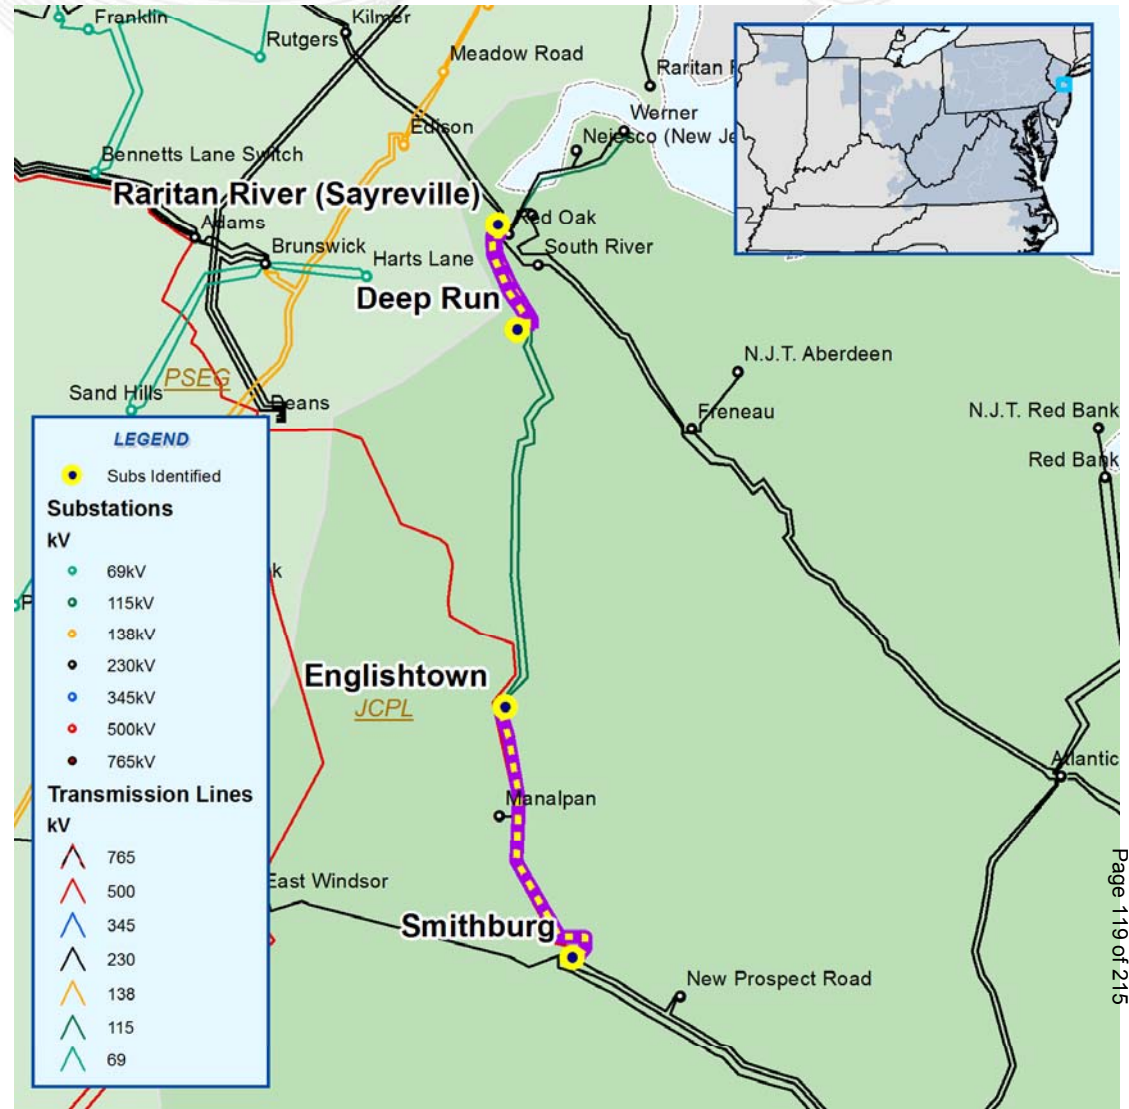 Franklin
Kilmer
Rutgers
Meadow Road
Raritan R
Werner
Edison
Nejesco (New Je
Bennetts Lane Switch
Raritan River (Sayreville)
Adams
Red Oak
Brunswick
South River
Harts Lane
Deep Run
N.J.T. Aberdeen
PSEG
Sand Hills
Deans
Freneau
N.J.T. Red Bank
Red Bank
LEGEND
Subs Identified
Substations
kV
69kV
115kV
138kV
230kV
345kV
500kV
765kV
Transmission Lines
kV
765
500
345
230
138
115
69
k
P
Englishtown
JCPL
Manalpan
Atlantic
East Windsor
Smithburg
New Prospect Road
Page 119 of 215